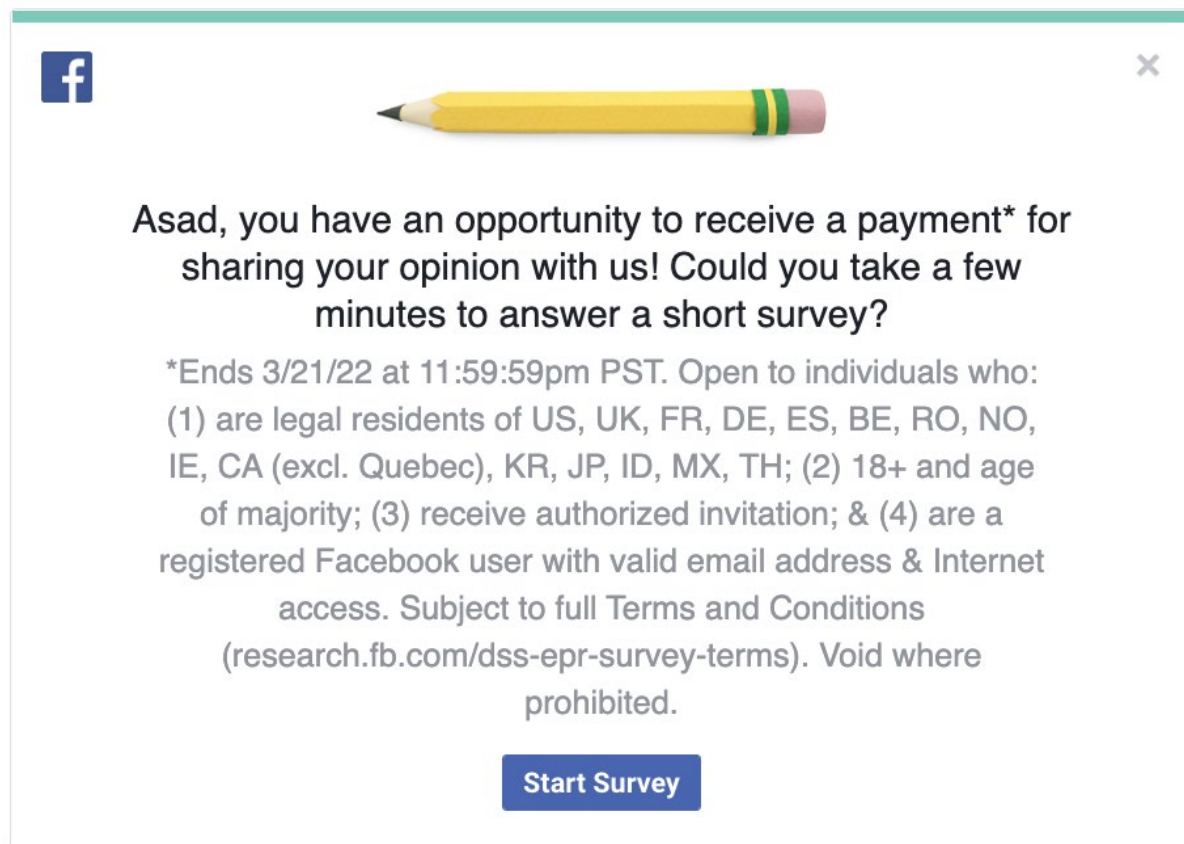 f
Asad, you have an opportunity to receive a payment* for
sharing your opinion with us! Could you take a few
minutes to answer a short survey?
*Ends 3/21/22 at 11:59:59pm PST. Open to individuals who:
(1) are legal residents of US, UK, FR, DE, ES, BE, RO, NO,
IE, CA (excl. Quebec), KR, JP, ID, MX, TH; (2) 18+ and age
of majority; (3) receive authorized invitation; & (4) are a
registered Facebook user with valid email address & Internet
access. Subject to full Terms and Conditions
(research.fb.com/dss-epr-survey-terms). Void where
prohibited.
Start Survey